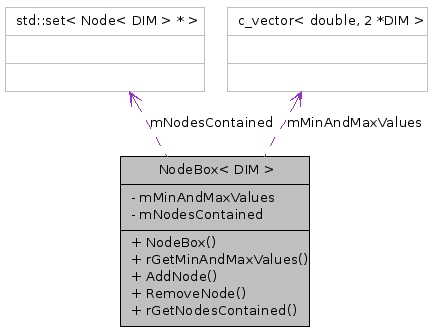 std::set< Node< DIM > * >
c_vector< double, 2 *DIM >
mNodesContained
mMinAndMaxValues
NodeBox< DIM >
- mMinAndMaxValues
- mNodesContained
+ NodeBox()
+ rGetMinAndMaxValues()
+ AddNode()
+ RemoveNode()
+ rGetNodesContained()